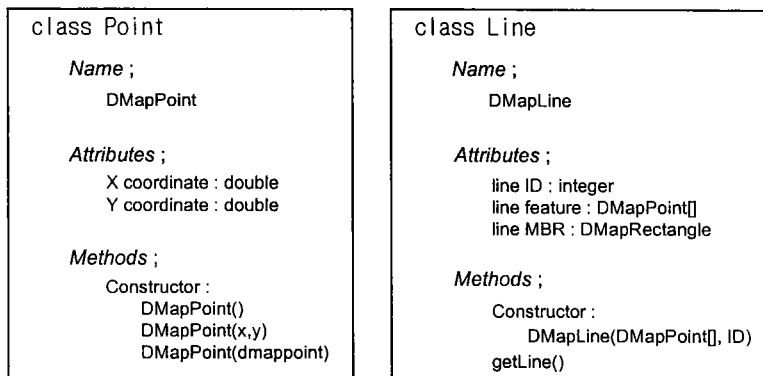 class Point
Name ;
DMapPoint
Attributes ;
X coordinate : double
Y coordinate : double
Methods ;
Constructor :
DMapPoint()
DMapPoint(x,y)
DMapPoint(dmappoint)
class Line
Name ;
DMapLine
Attributes ;
line ID : integer
line feature : DMapPoint[]
line MBR : DMapRectangle
Methods ;
Constructor :
DMapLine(DMapPoint[], ID)
getLine()